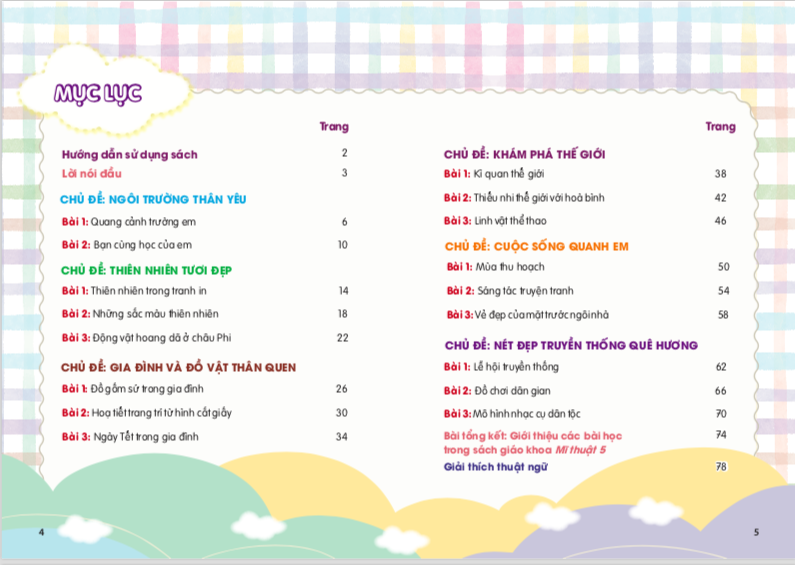 MỤC LỤC
Trang
Hướng dẫn sử dụng sách 2
Lời nói đầu 3
CHỦ ĐỀ: NGÔI TRƯỜNG THÂN YÊU
Bài 1: Quang cảnh trường em 6
Bài 2: Bạn cùng học của em 10
CHỦ ĐỀ: THIÊN NHIÊN TƯƠI ĐẸP
Bài 1: Thiên nhiên trong tranh in 14
Bài 2: Những sắc màu thiên nhiên 18
Bài 3: Động vật hoang dã ở châu Phi 22
CHỦ ĐỀ: GIA ĐÌNH VÀ ĐỒ VẬT THÂN QUEN
Bài 1: Đồ gốm sứ trong gia đình 26
Bài 2: Hoạ tiết trang trí từ hình cắt giấy 30
Bài 3: Ngày Tết trong gia đình 34
4
Trang
CHỦ ĐỀ: KHÁM PHÁ THẾ GIỚI
Bài 1: Kì quan thế giới 38
Bài 2: Thiếu nhi thế giới với hoà bình 42
Bài 3: Linh vật thể thao 46
CHỦ ĐỀ: CUỘC SỐNG QUANH EM
Bài 1: Mùa thu hoạch 50
Bài 2: Sáng tác truyện tranh 54
Bài 3: Vẻ đẹp của mặt trước ngôi nhà 58
CHỦ ĐỀ: NÉT ĐẸP TRUYỀN THỐNG QUÊ HƯƠNG
Bài 1: Lễ hội truyền thống 62
Bài 2: Đồ chơi dân gian 66
Bài 3: Mô hình nhạc cụ dân tộc 70
Bài tổng kết: Giới thiệu các bài học 74
trong sách giáo khoa Mĩ thuật 5
Giải thích thuật ngữ 78
5